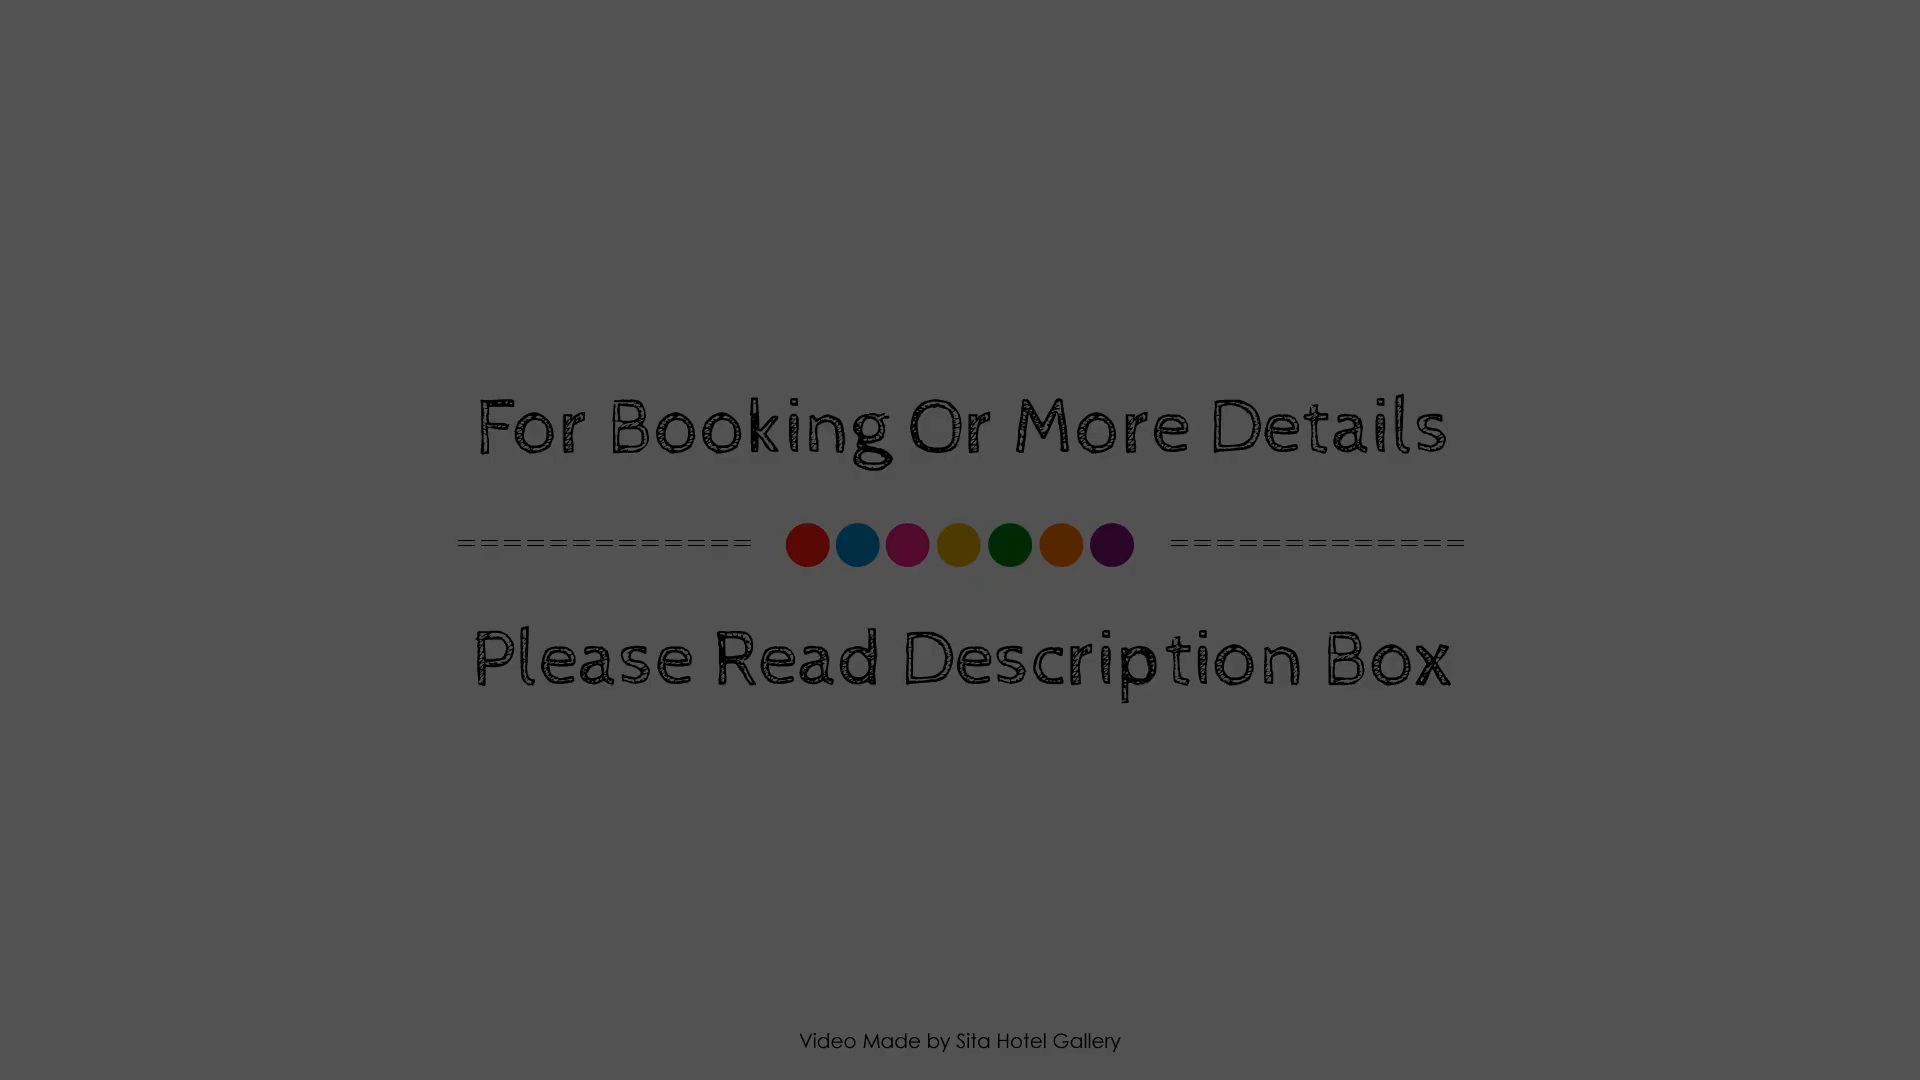 For Booking Or More Details
============= =============
Please Read Description Box
Video Made by Sita Hotel Gallery